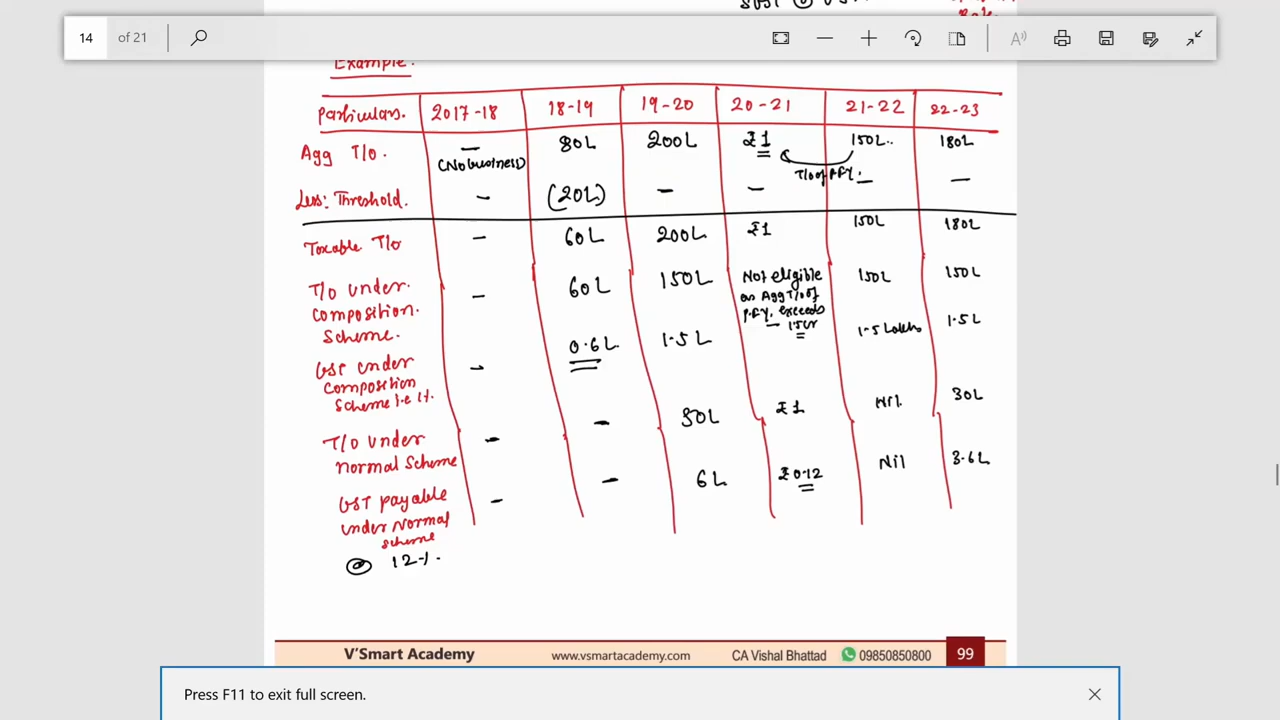 14 of 21
Example.
Particulars. 2017-18 18-19 19-20 20-21 21-22 22-23
Agg T/o. — (No business) 80L 200L ₹1 150L.. 180L
T/o of P.F.Y.
Less: Threshold. - (20L) - - - -
Taxable T/o - 60L 200L ₹1 150L 180L
T/o under Composition Scheme. - 60L 150L Not eligible as Agg T/o of P.F.Y. exceeds 1.5cr 150L 150L
GST under Composition Scheme i.e 1%. - 0.6L. 1.5L 1.5 Lakhs 1.5L
T/o under Normal Scheme - - 50L ₹1 Nil 30L
GST payable under Normal scheme - - 6L ₹0.12 Nil 3.6L
@ 12%.
V'Smart Academy www.vsmartacademy.com CA Vishal Bhattad 09850850800 99
Press F11 to exit full screen.